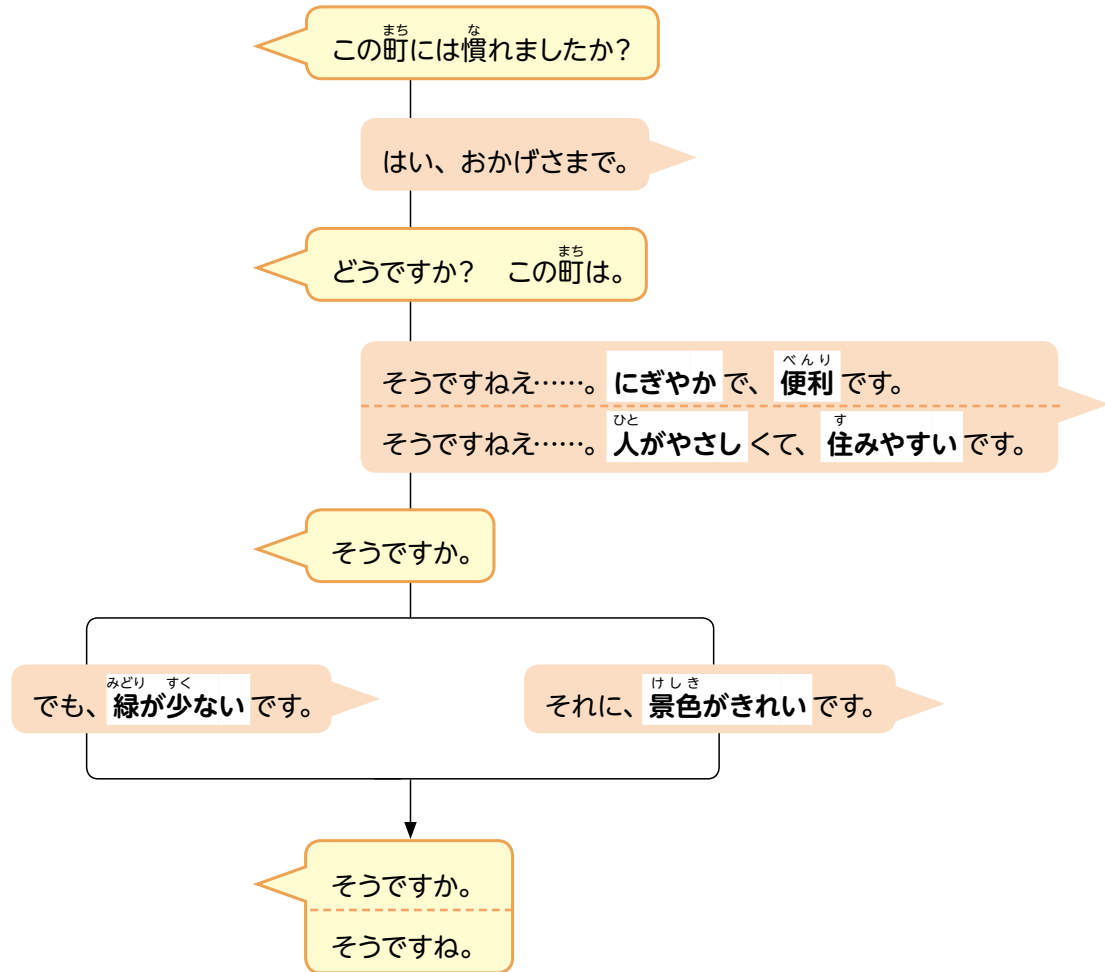 この町には慣れましたか?
はい、おかげさまで。
どうですか? この町は。
そうですねえ……。にぎやかで、便利です。
そうですねえ……。人がやさしくて、住みやすいです。
そうですか。
でも、緑が少ないです。
それに、景色がきれいです。
そうですか。
そうですね。